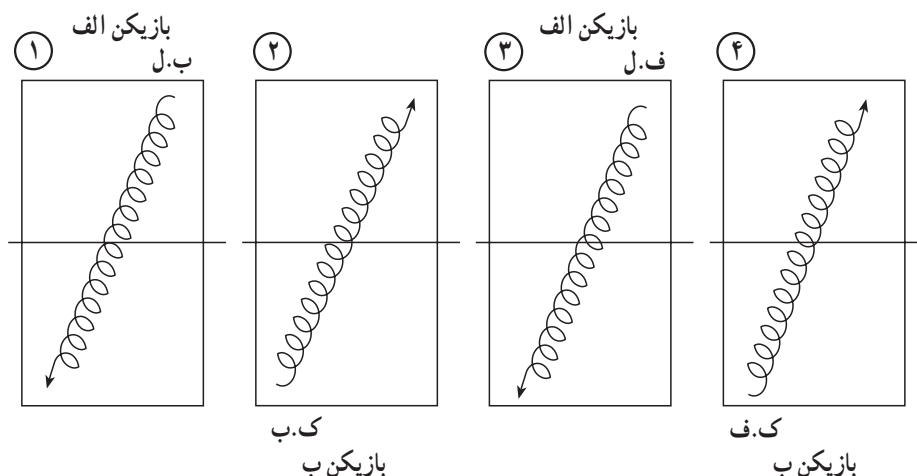 بازیکن الف
۱
ب.ل
۲
بازیکن الف
۳
ف.ل
۴
ک.ب
بازیکن ب
ک.ف
بازیکن ب